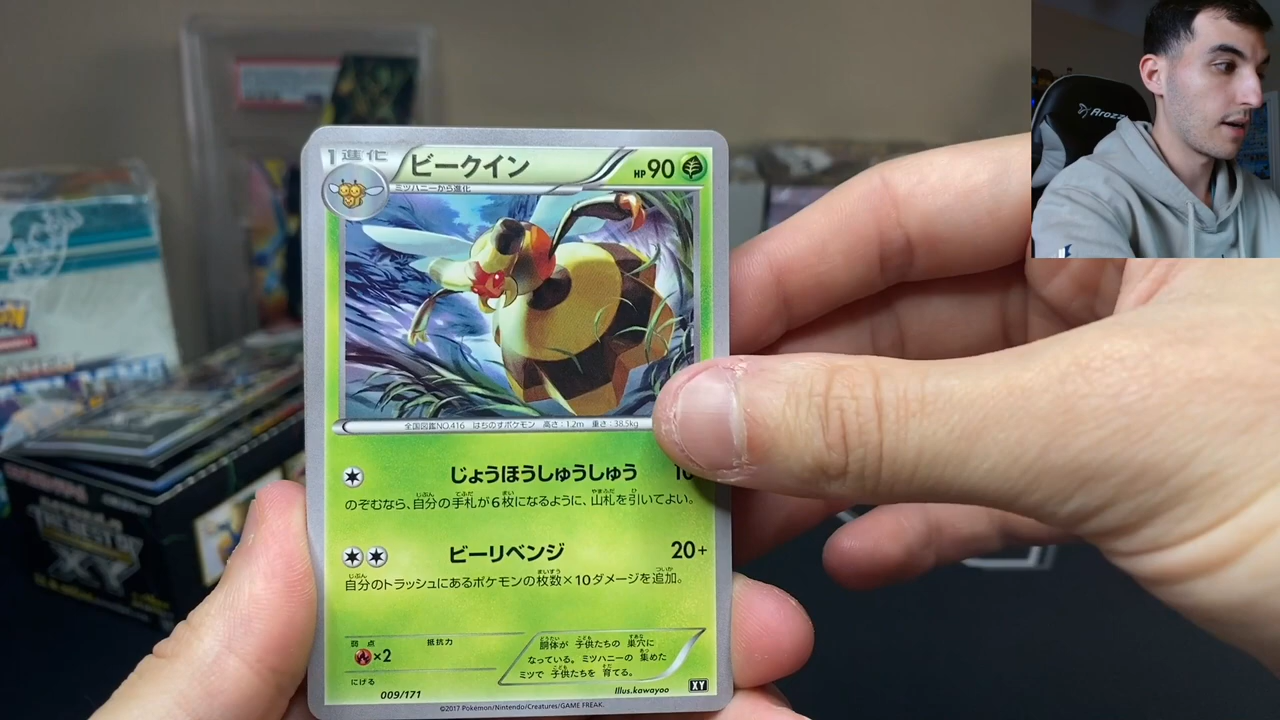 1進化
ビークイン
HP90
ミツハニーから進化
全国図鑑NO.416 はちのすポケモン 高さ:1.2m 重さ:38.5kg
じょうほうしゅうしゅう
のぞむなら、自分の手札が6枚になるように、山札を引いてよい。
ビーリベンジ 20+
自分のトラッシュにあるポケモンの枚数×10ダメージを追加。
弱点 抵抗力
×2
にげる
胴体が 子供たちの 巣穴に
なっている。ミツハニーの 集めた
ミツで 子供たちを 育てる。
009/171
Illus.kawayoo
XY
©2017 Pokémon/Nintendo/Creatures/GAME FREAK.
XY